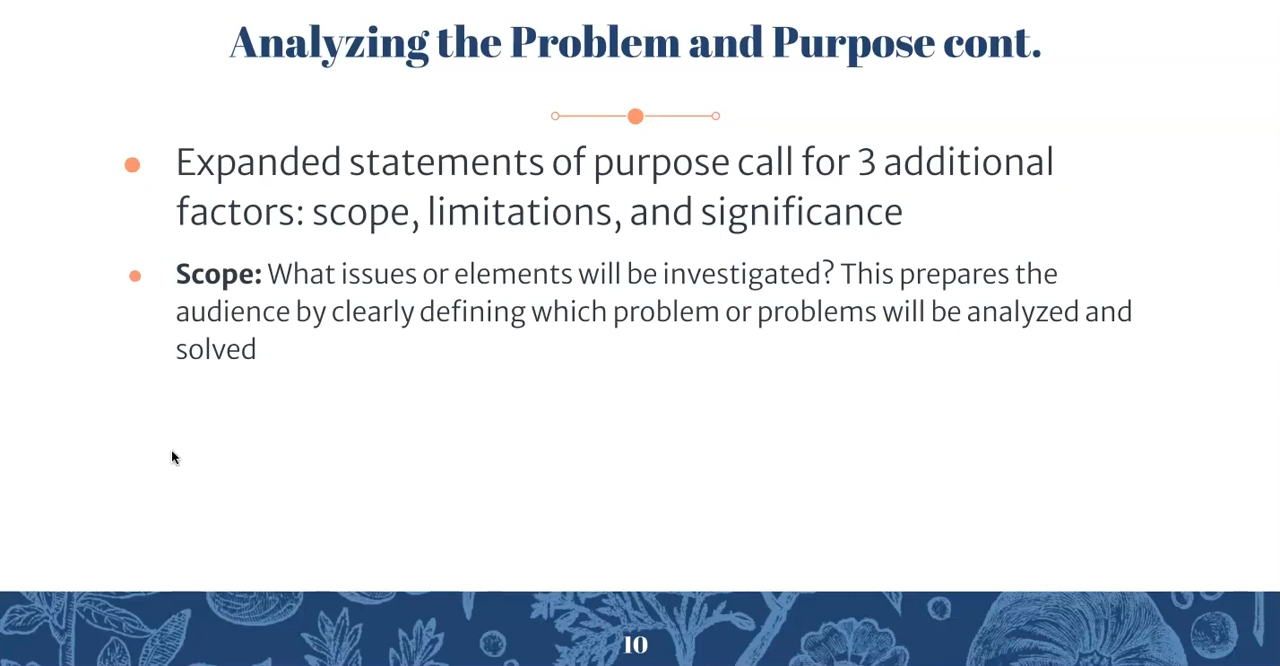 Analyzing the Problem and Purpose cont.
Expanded statements of purpose call for 3 additional
factors: scope, limitations, and significance
Scope: What issues or elements will be investigated? This prepares the
audience by clearly defining which problem or problems will be analyzed and
solved
10